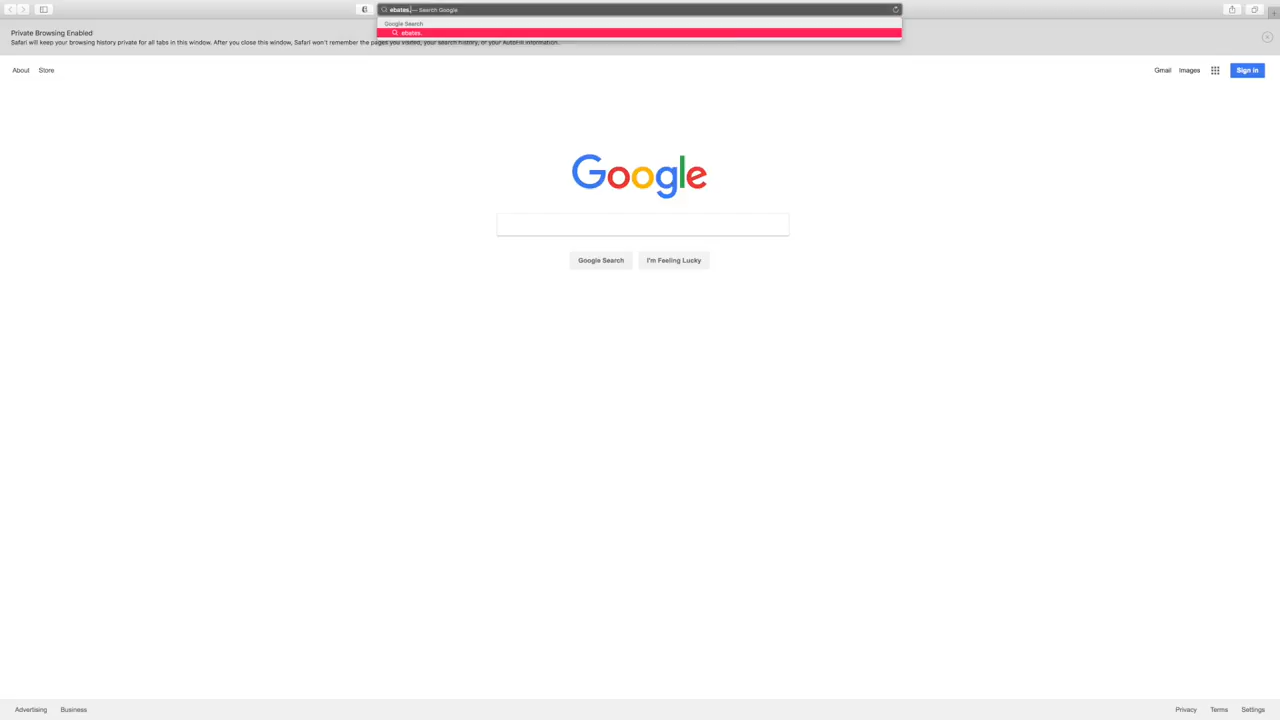 ebates. — Search Google
Google Search
ebates.
Private Browsing Enabled
Safari will keep your browsing history private for all tabs in this window. After you close this window, Safari won't remember the pages you visited, your search history, or your AutoFill information.
About Store
Gmail Images Sign in
Google
Google Search I'm Feeling Lucky
Advertising Business
Privacy Terms Settings